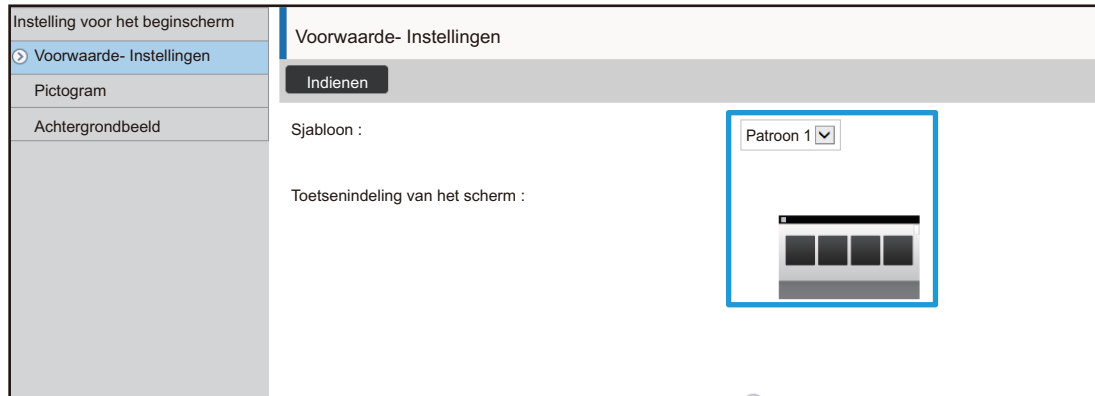 Instelling voor het beginscherm
Voorwaarde- Instellingen
Pictogram
Achtergrondbeeld
Voorwaarde- Instellingen
Indienen
Sjabloon :
Patroon 1
Toetsenindeling van het scherm :